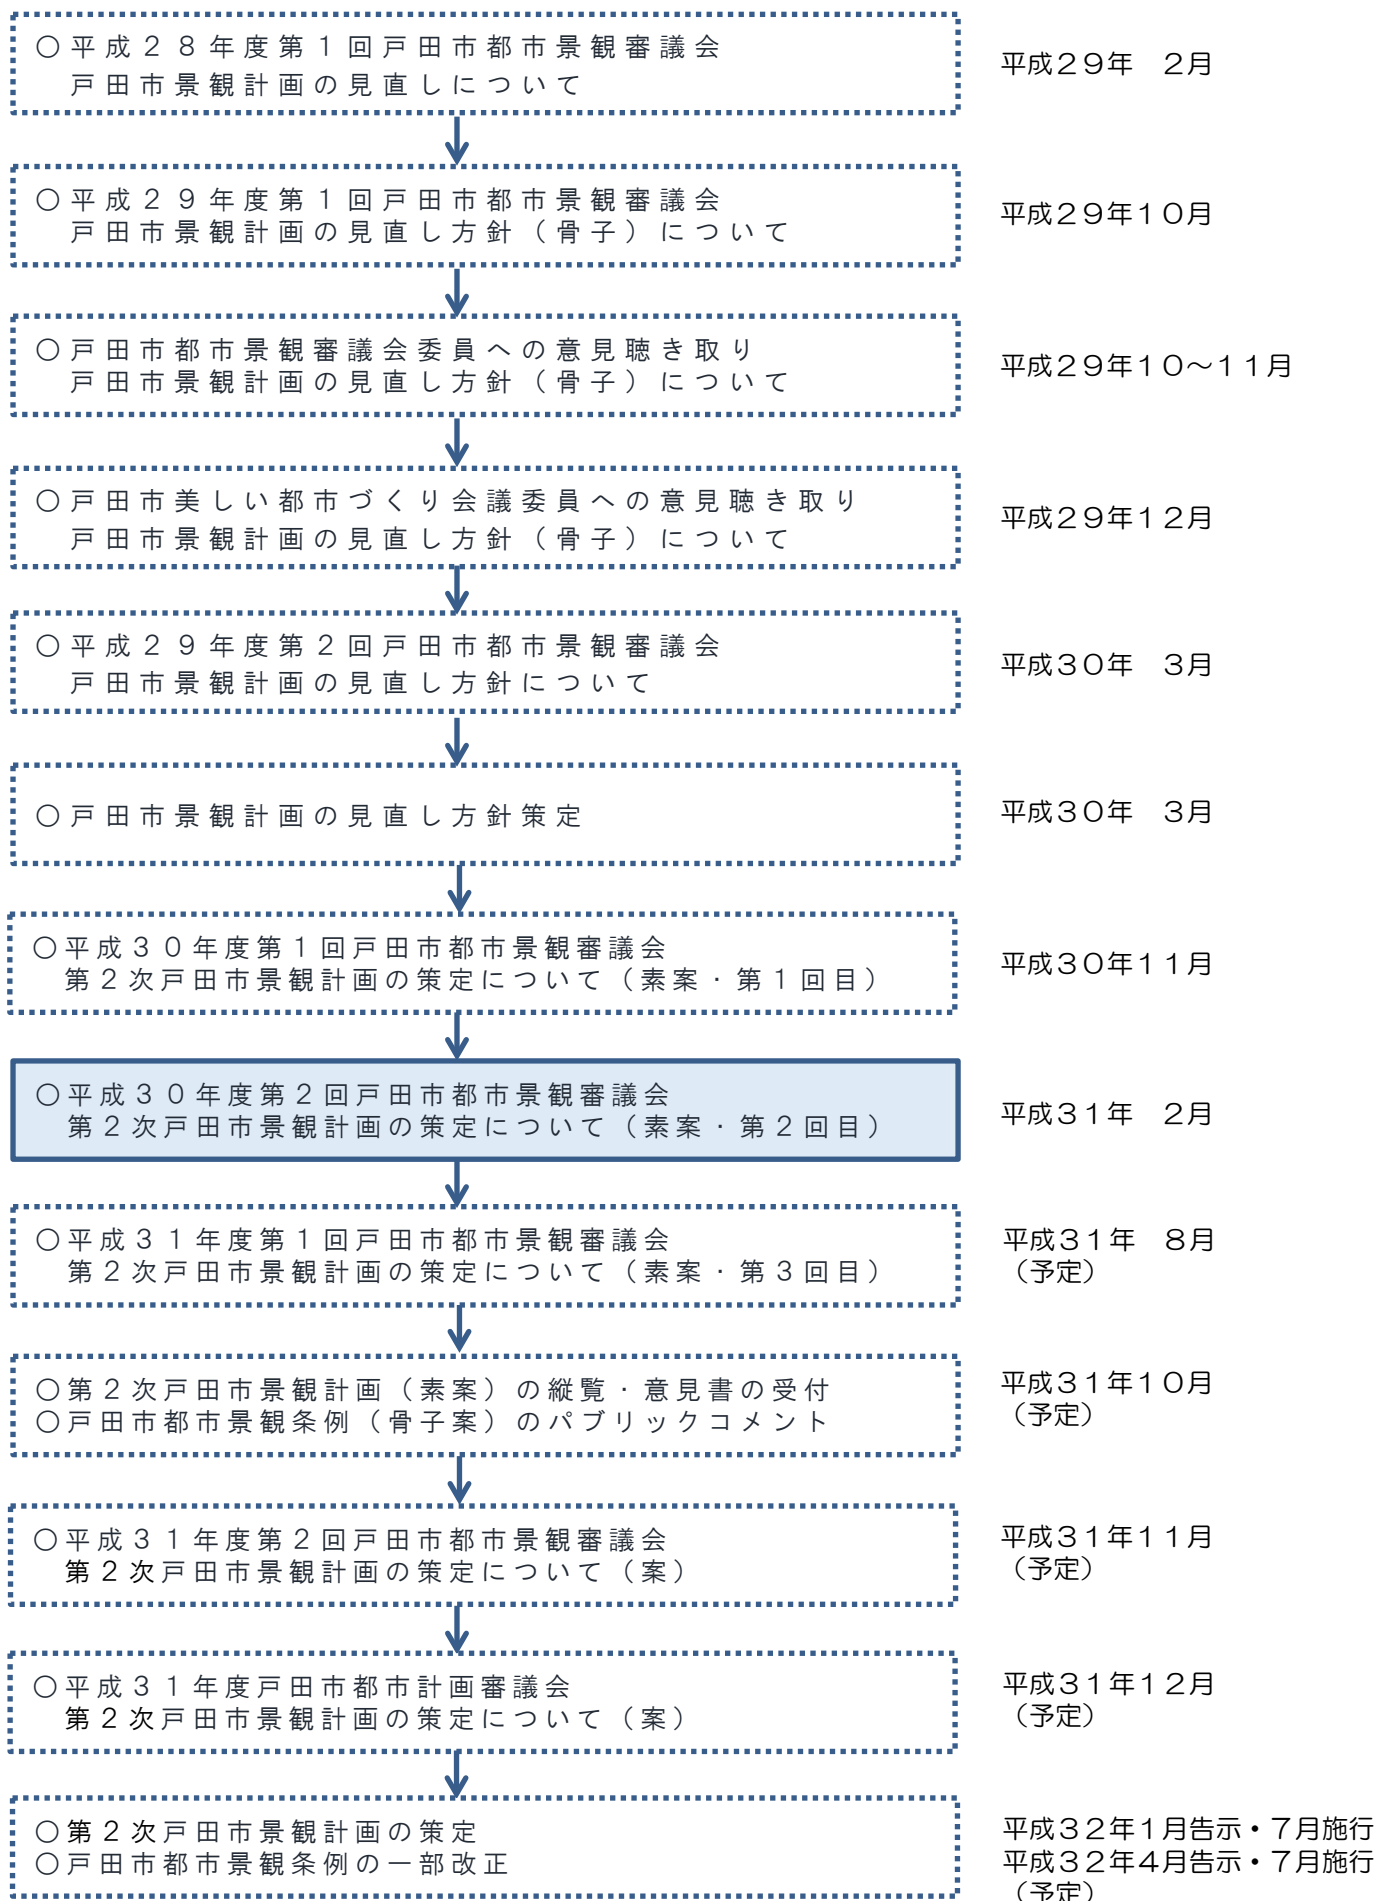 ○平成２８年度第１回戸田市都市景観審議会
戸田市景観計画の見直しについて
平成２９年　２月
○平成２９年度第１回戸田市都市景観審議会
戸田市景観計画の見直し方針（骨子）について
平成２９年１０月
○戸田市都市景観審議会委員への意見聴き取り
戸田市景観計画の見直し方針（骨子）について
平成２９年１０～１１月
○戸田市美しい都市づくり会議委員への意見聴き取り
戸田市景観計画の見直し方針（骨子）について
平成２９年１２月
○平成２９年度第２回戸田市都市景観審議会
戸田市景観計画の見直し方針について
平成３０年　３月
○戸田市景観計画の見直し方針策定
平成３０年　３月
○平成３０年度第１回戸田市都市景観審議会
第２次戸田市景観計画の策定について（素案・第１回目）
平成３０年１１月
○平成３０年度第２回戸田市都市景観審議会
第２次戸田市景観計画の策定について（素案・第２回目）
平成３１年　２月
○平成３１年度第１回戸田市都市景観審議会
第２次戸田市景観計画の策定について（素案・第３回目）
平成３１年　８月
（予定）
○第２次戸田市景観計画（素案）の縦覧・意見書の受付
○戸田市都市景観条例（骨子案）のパブリックコメント
平成３１年１０月
（予定）
○平成３１年度第２回戸田市都市景観審議会
第２次戸田市景観計画の策定について（案）
平成３１年１１月
（予定）
○平成３１年度戸田市都市計画審議会
第２次戸田市景観計画の策定について（案）
平成３１年１２月
（予定）
○第２次戸田市景観計画の策定
○戸田市都市景観条例の一部改正
平成３２年１月告示・７月施行
平成３２年４月告示・７月施行
（予定）